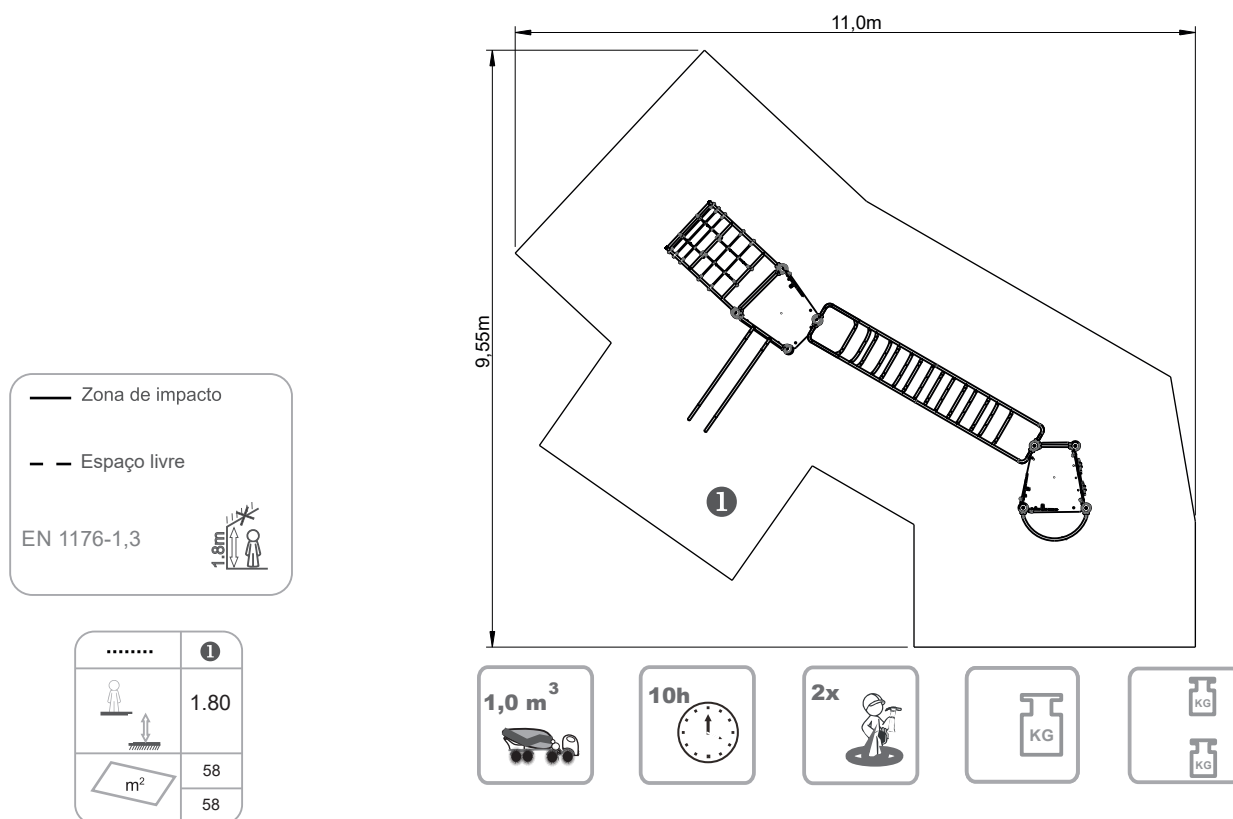 11,0m
9,55m
Zona de impacto
Espaço livre
EN 1176-1,3
1.8m
1
1
1.80
m²
58
58
1,0 m³
10h
2x
KG
KG
KG